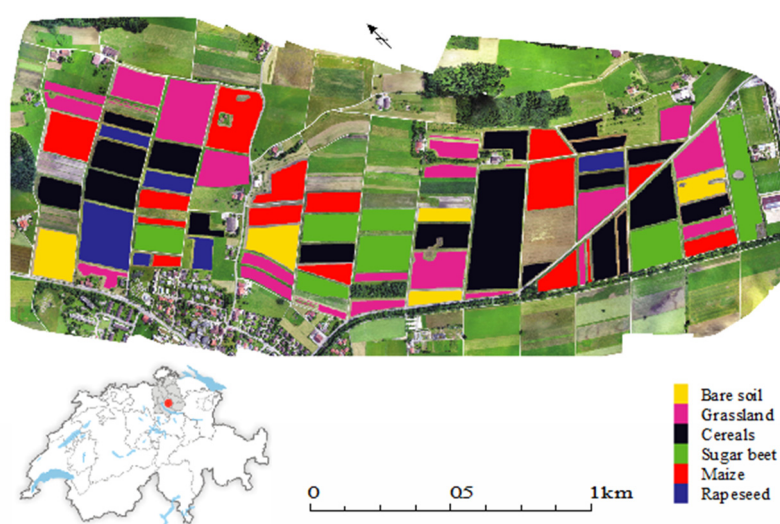 Bare soil
Grassland
Cereals
Sugar beet
Maize
Rapeseed
0 0.5 1km